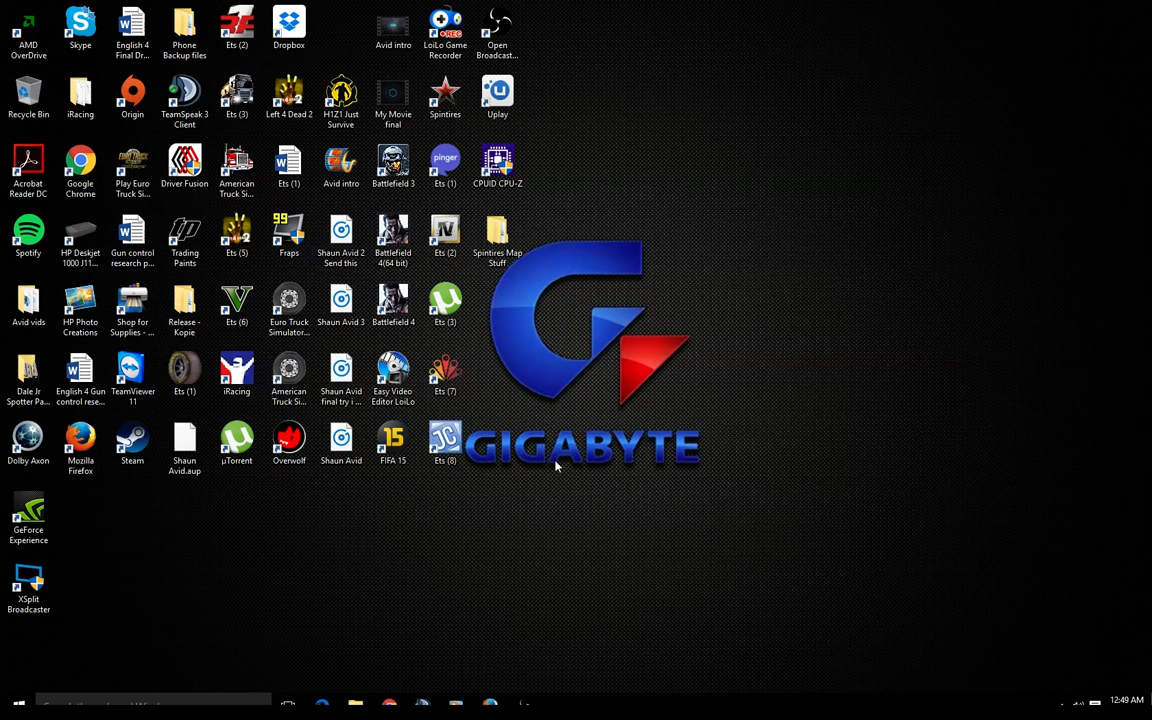 AMD
OverDrive
Skype
English 4
Final Dr...
Phone
Backup files
Ets (2)
Dropbox
Avid intro
REC
LoiLo Game
Recorder
Open
Broadcast...
Recycle Bin
iRacing
Origin
TeamSpeak 3
Client
Ets (3)
2
Left 4 Dead 2
H1Z1 Just
Survive
My Movie
final
Spintires
Uplay
Acrobat
Reader DC
Google
Chrome
Play Euro
Truck Si...
Driver Fusion
American
Truck Si...
Ets (1)
Avid intro
Battlefield 3
pinger
Ets (1)
CPUID CPU-Z
Spotify
HP Deskjet
1000 J11...
Gun control
research p...
Trading
Paints
2
Ets (5)
99
Fraps
Shaun Avid 2
Send this
Battlefield
4(64 bit)
IV
Ets (2)
Spintires Map
Stuff
Avid vids
HP Photo
Creations
Shop for
Supplies - ...
Release -
Kopie
Ets (6)
Euro Truck
Simulator...
Shaun Avid 3
Battlefield 4
Ets (3)
Dale Jr
Spotter Pa...
English 4 Gun
control rese...
TeamViewer
11
Ets (1)
iRacing
American
Truck Si...
Shaun Avid
final try i ...
Easy Video
Editor LoiLo
Ets (7)
Dolby Axon
Mozilla
Firefox
Steam
Shaun
Avid.aup
µTorrent
Overwolf
Shaun Avid
15
FIFA 15
JC
Ets (8)
GIGABYTE
GeForce
Experience
XSplit
Broadcaster
12:49 AM